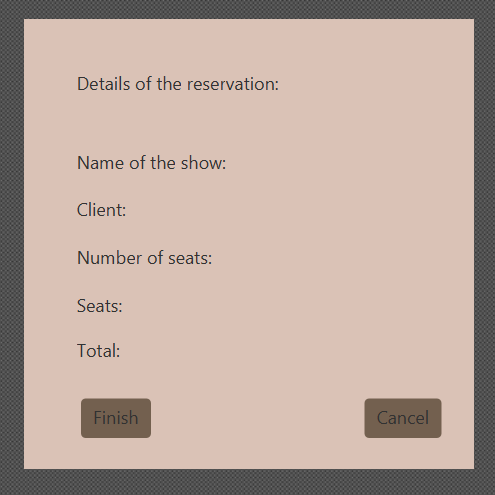 Details of the reservation:
Name of the show:
Client:
Number of seats:
Seats:
Total:
Finish
Cancel